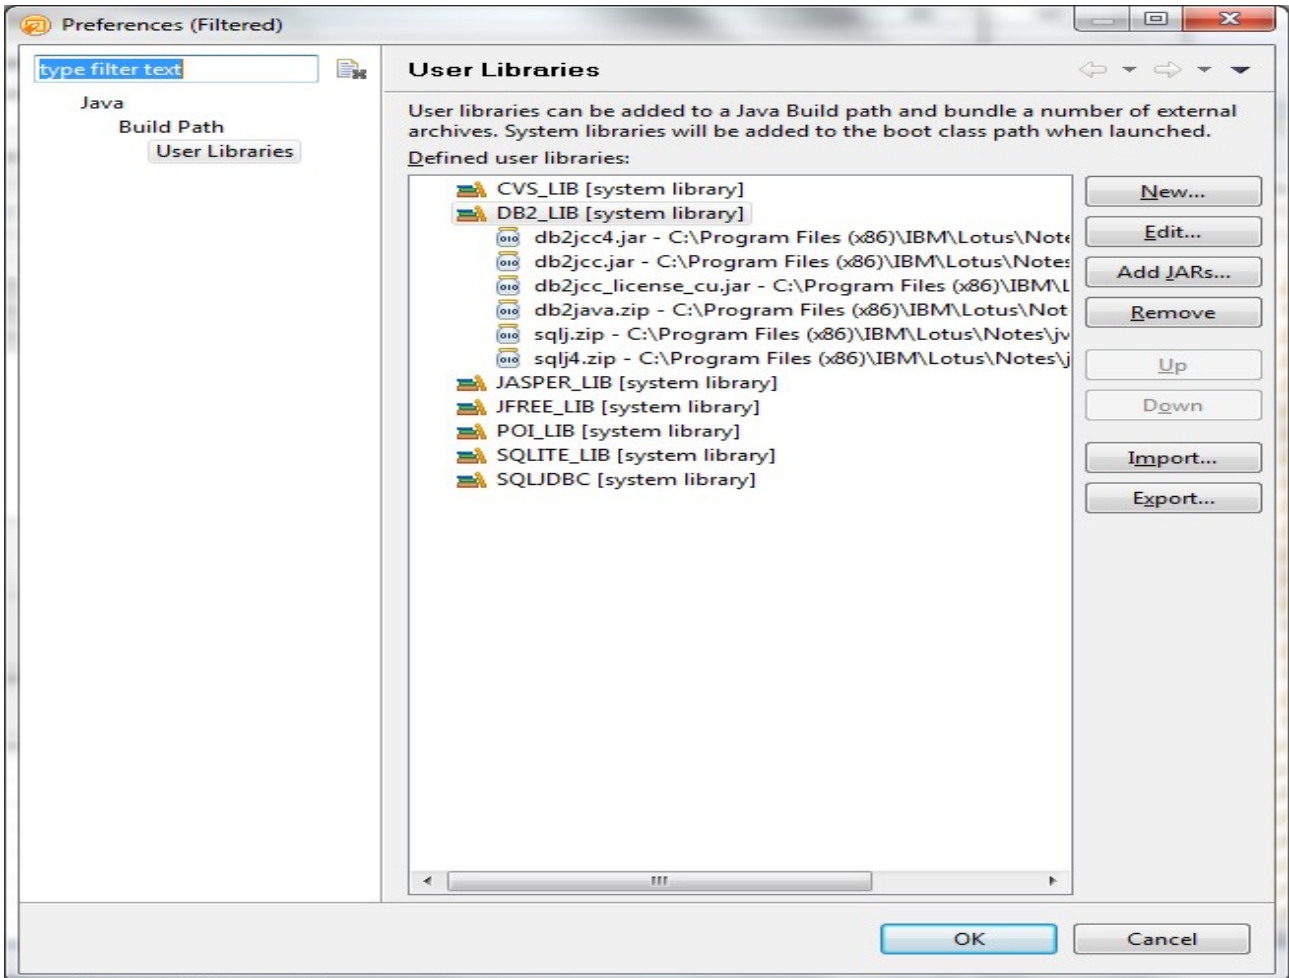 Preferences (Filtered)
type filter text
Java
Build Path
User Libraries
User Libraries
User libraries can be added to a Java Build path and bundle a number of external
archives. System libraries will be added to the boot class path when launched.
Defined user libraries:
CVS_LIB [system library]
DB2_LIB [system library]
db2jcc4.jar - C:\Program Files (x86)\IBM\Lotus\Note
db2jcc.jar - C:\Program Files (x86)\IBM\Lotus\Notes
db2jcc_license_cu.jar - C:\Program Files (x86)\IBM\L
db2java.zip - C:\Program Files (x86)\IBM\Lotus\Not
sqlj.zip - C:\Program Files (x86)\IBM\Lotus\Notes\jv
sqlj4.zip - C:\Program Files (x86)\IBM\Lotus\Notes\j
JASPER_LIB [system library]
JFREE_LIB [system library]
POI_LIB [system library]
SQLITE_LIB [system library]
SQLJDBC [system library]
New...
Edit...
Add JARs...
Remove
Up
Down
Import...
Export...
OK
Cancel